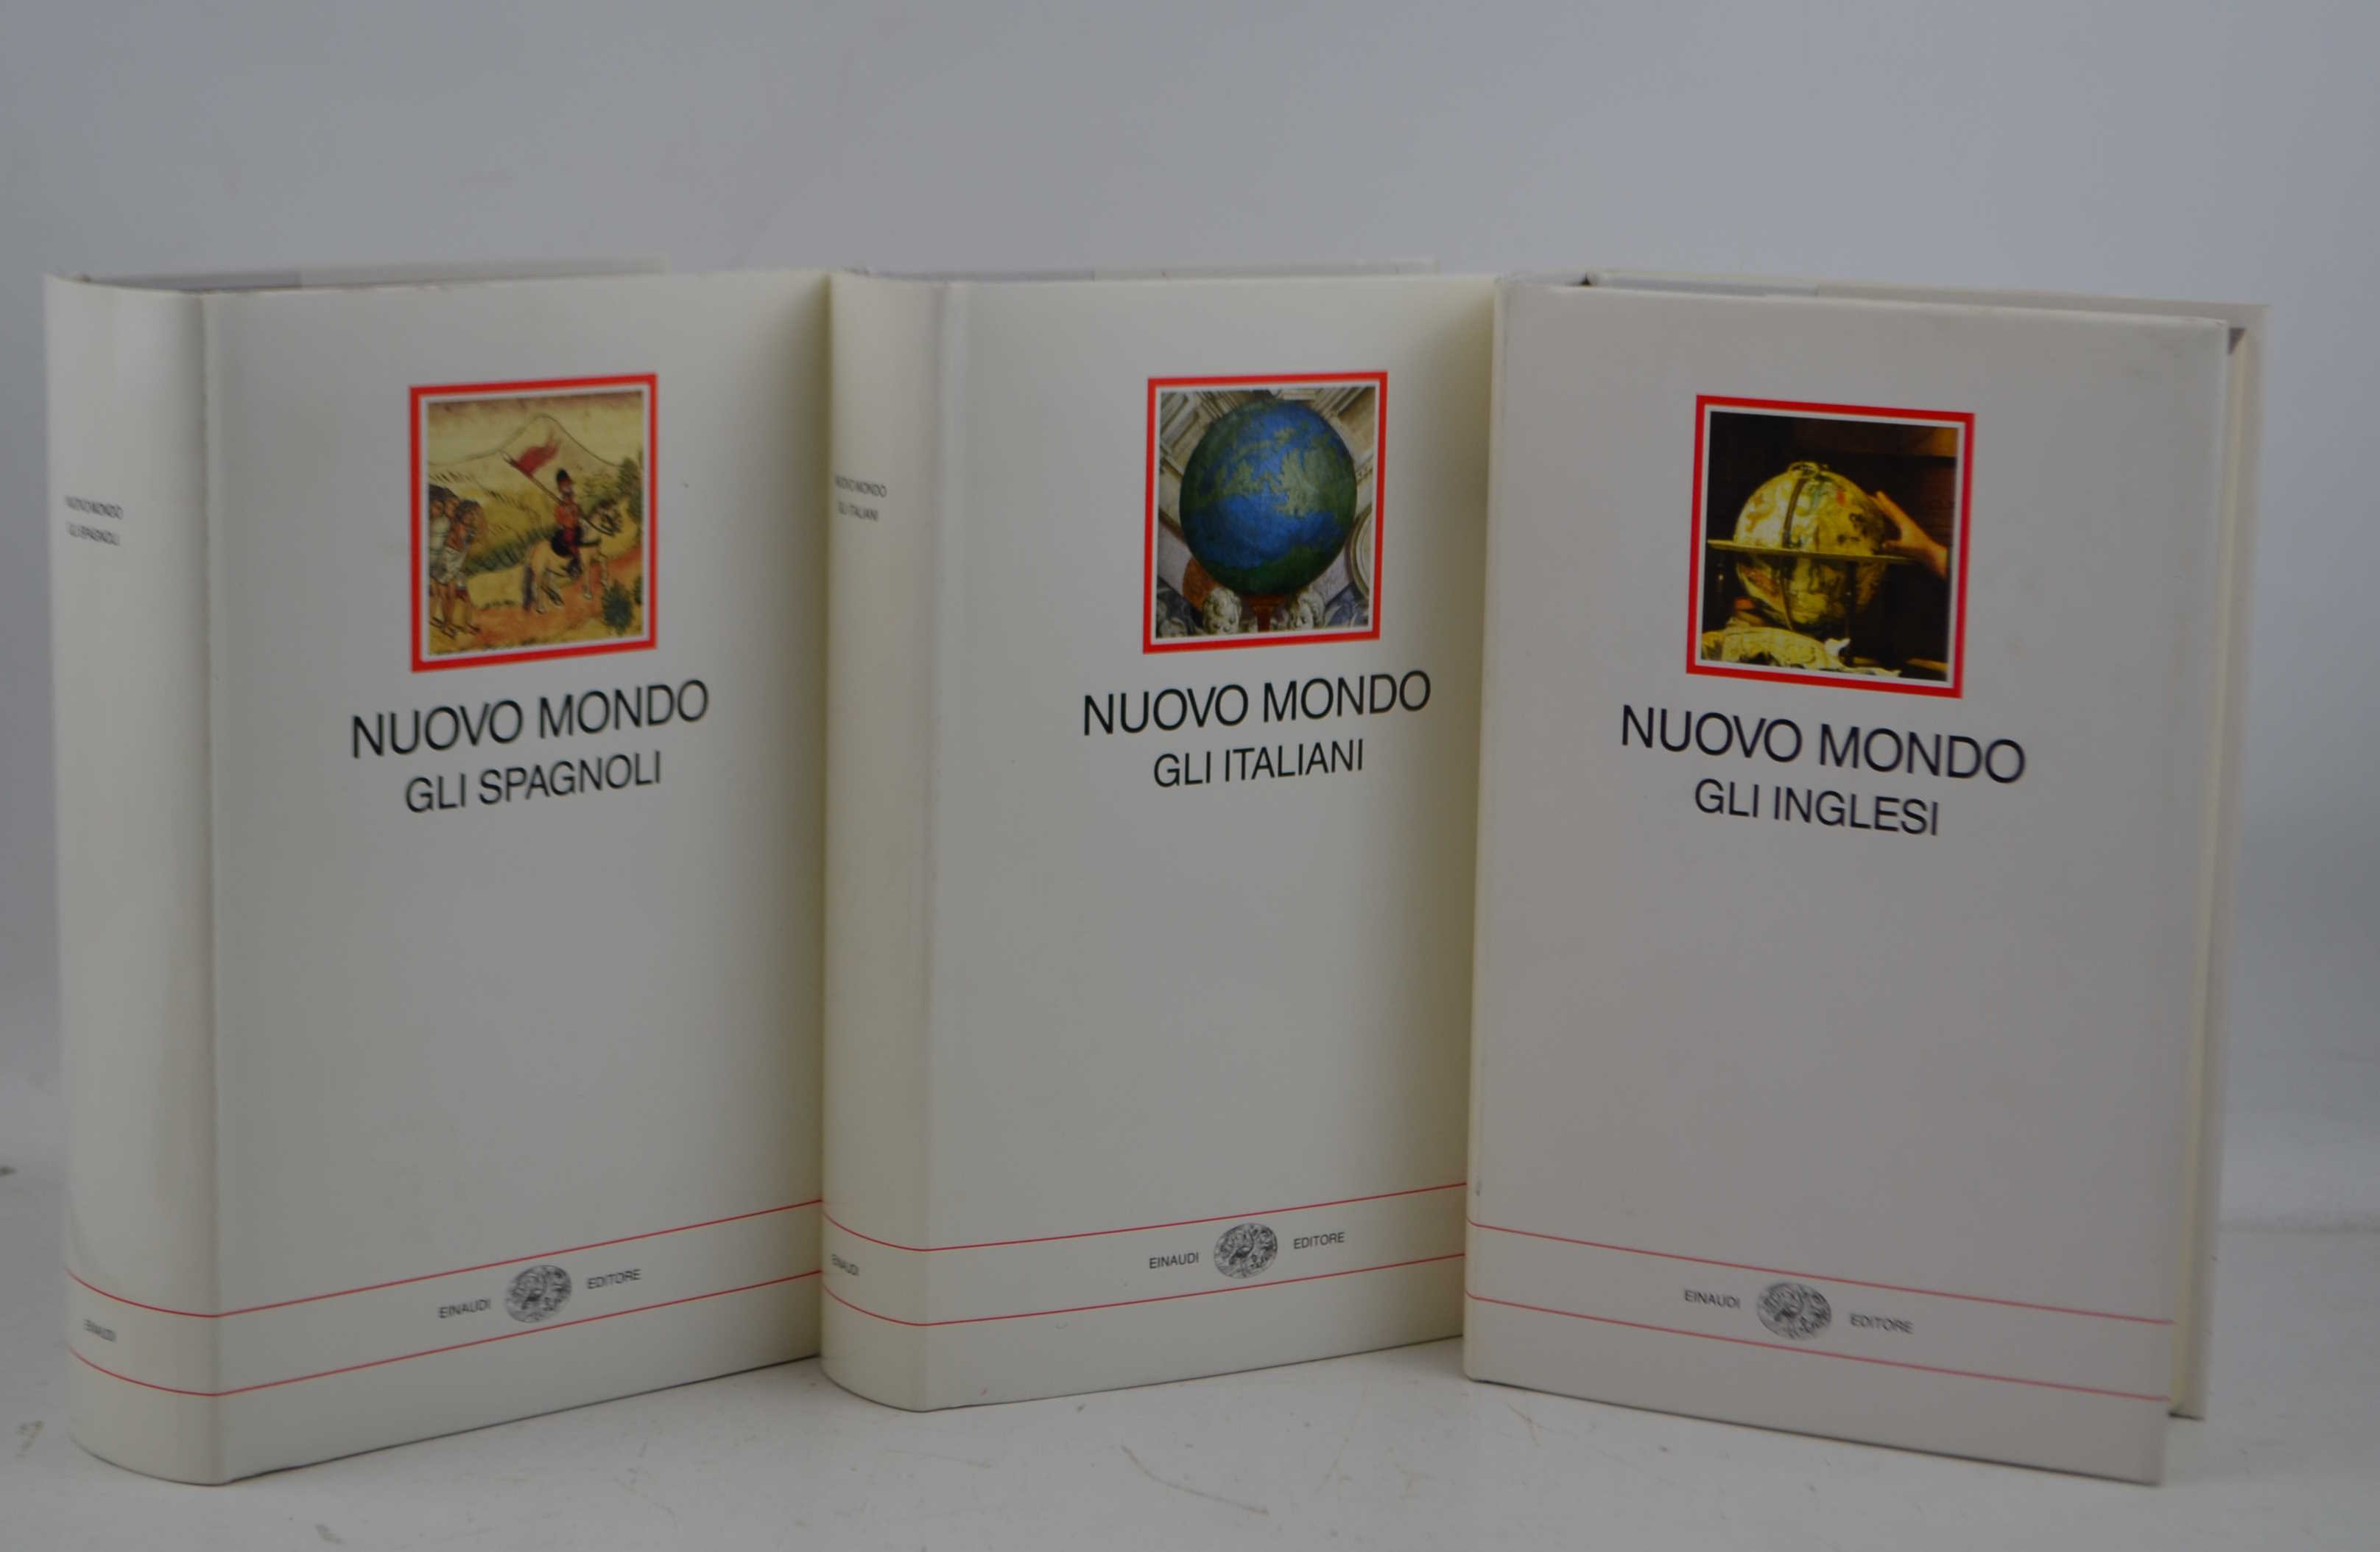 NUOVO MONDO
GLI SPAGNOLI
EINAUDI
NUOVO MONDO
GLI SPAGNOLI
EINAUDI EDITORE
NUOVO MONDO
GLI ITALIANI
EINAUDI
NUOVO MONDO
GLI ITALIANI
EINAUDI EDITORE
NUOVO MONDO
GLI INGLESI
EINAUDI EDITORE